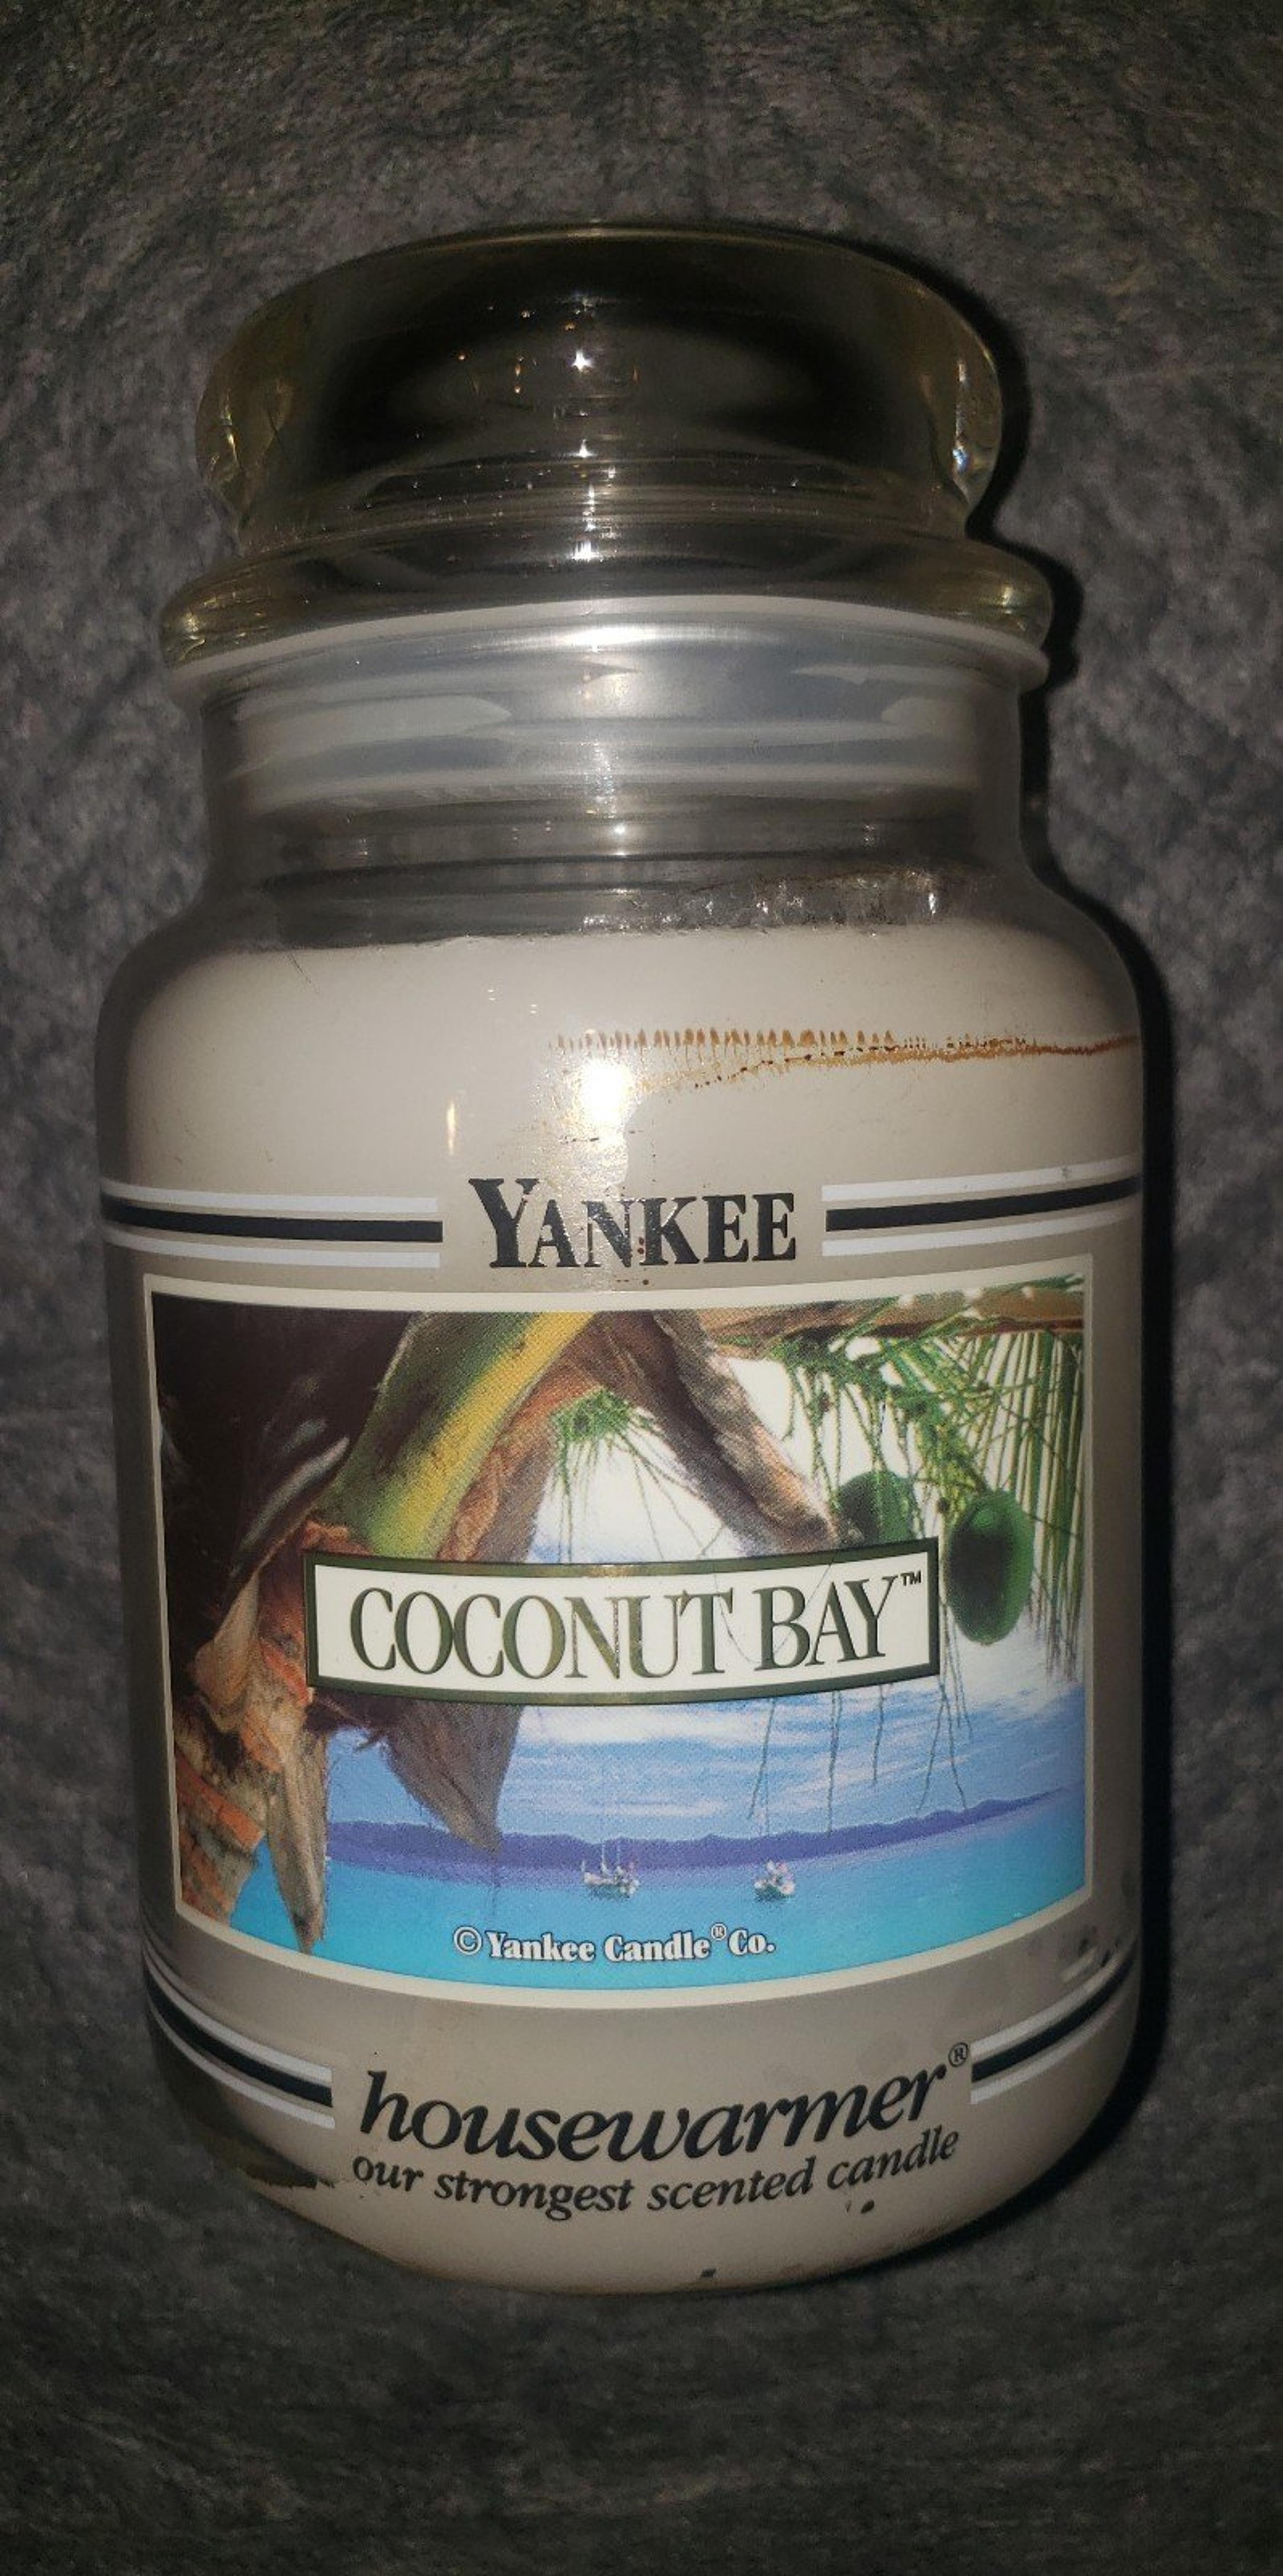 YANKEE
COCONUT BAY™
© Yankee Candle® Co.
housewarmer®
our strongest scented candle